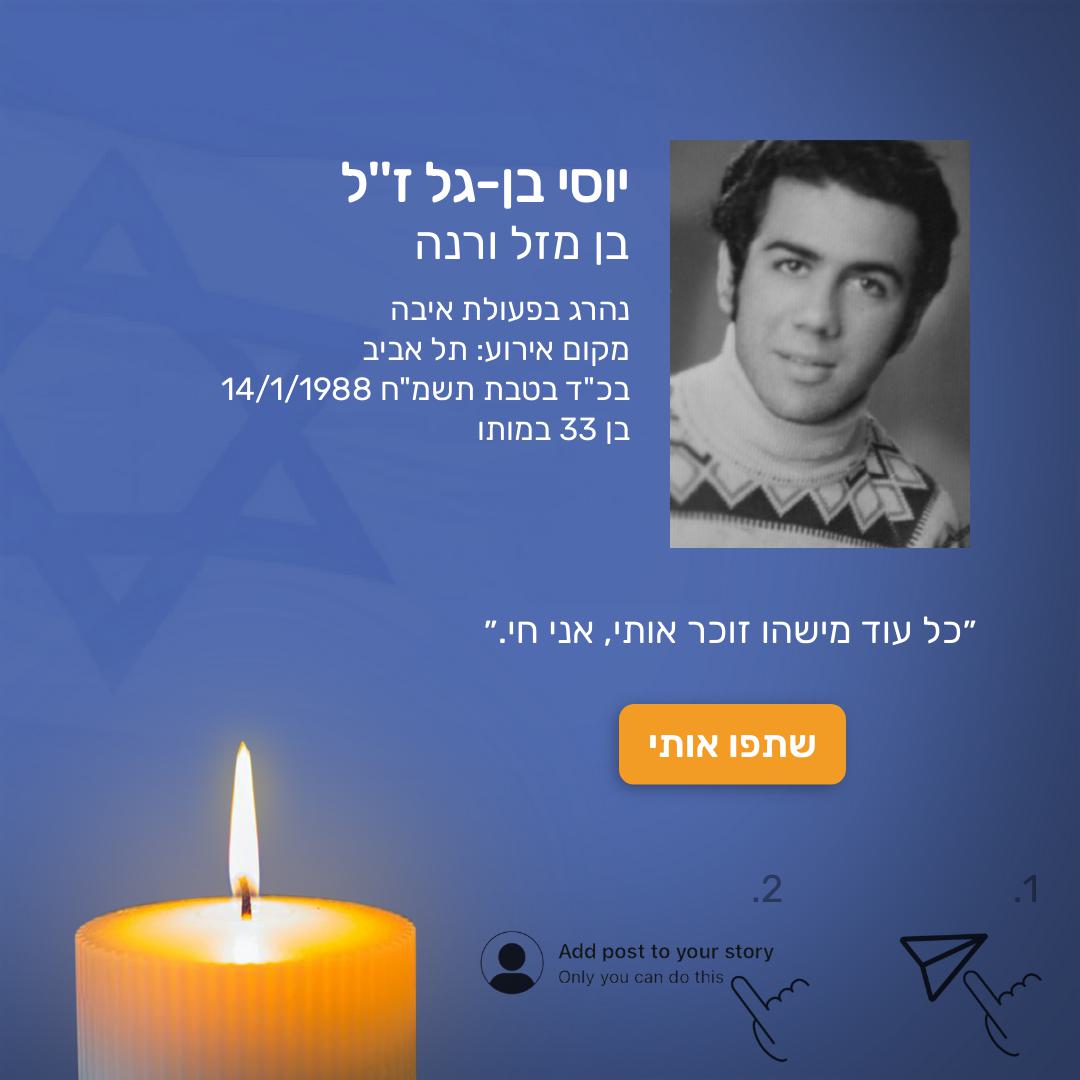 יוסי בן-גל ז"ל
בן מזל ורנה
נהרג בפעולת איבה
מקום אירוע: תל אביב
בכ"ד בטבת תשמ"ח 14/1/1988
בן 33 במותו
״כל עוד מישהו זוכר אותי, אני חי.״
שתפו אותי
.1
.2
Add post to your story
Only you can do this